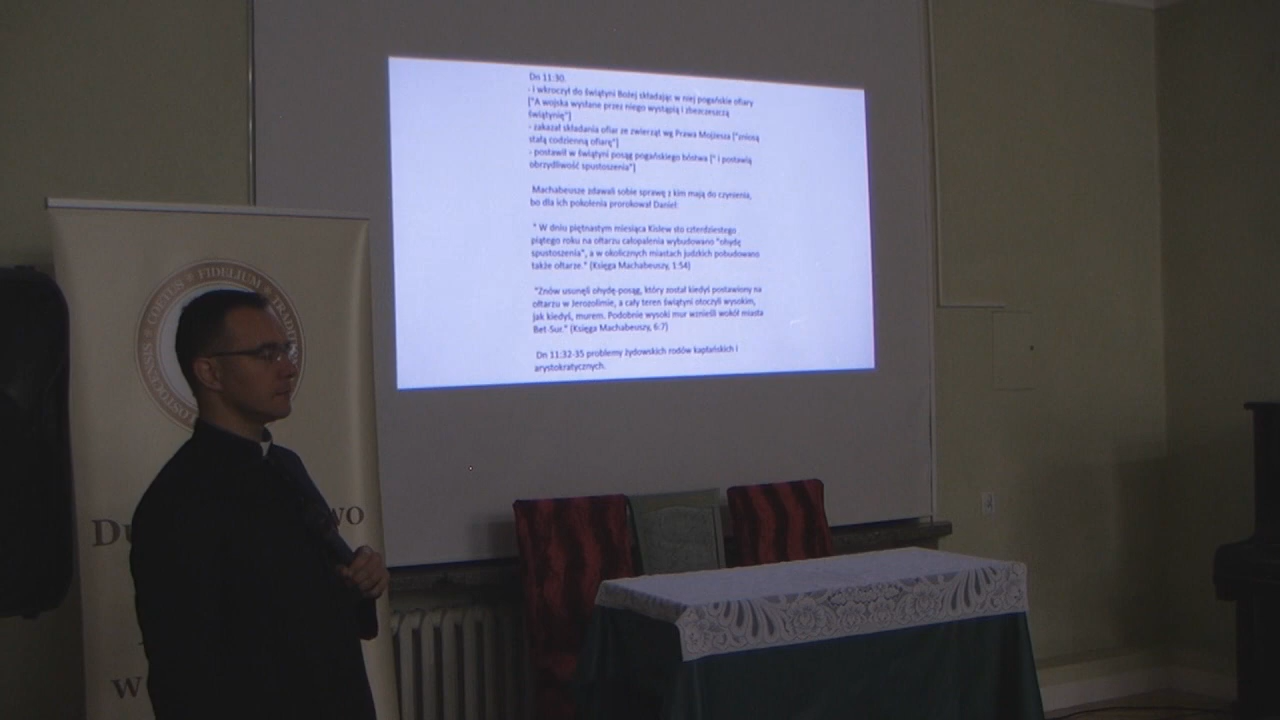 Dn 11:30.
- i wkroczył do świątyni Bożej składając w niej pogańskie ofiary
["A wojska wysłane przez niego wystąpią i zbezczeszczą
świątynię"]
- zakazał składania ofiar ze zwierząt wg Prawa Mojżesza ["zniosą
stałą codzienną ofiarę"]
- postawił w świątyni posąg pogańskiego bóstwa [" i postawią
obrzydliwość spustoszenia"]
Machabeusze zdawali sobie sprawę z kim mają do czynienia,
bo dla ich pokolenia prorokował Daniel:
" W dniu piętnastym miesiąca Kislew sto czterdziestego
piątego roku na ołtarzu całopalenia wybudowano "ohydę
spustoszenia", a w okolicznych miastach judzkich pobudowano
także ołtarze." (Księga Machabeuszy, 1:54)
"Znów usunęli ohydę-posąg, który został kiedyś postawiony na
ołtarzu w Jerozolimie, a cały teren świątyni otoczyli wysokim,
jak kiedyś, murem. Podobnie wysoki mur wznieśli wokół miasta
Bet-Sur." (Księga Machabeuszy, 6:7)
Dn 11:32-35 problemy żydowskich rodów kapłańskich i
arystokratycznych.
COETUS * FIDELIUM * TRADIT
D
WO
W